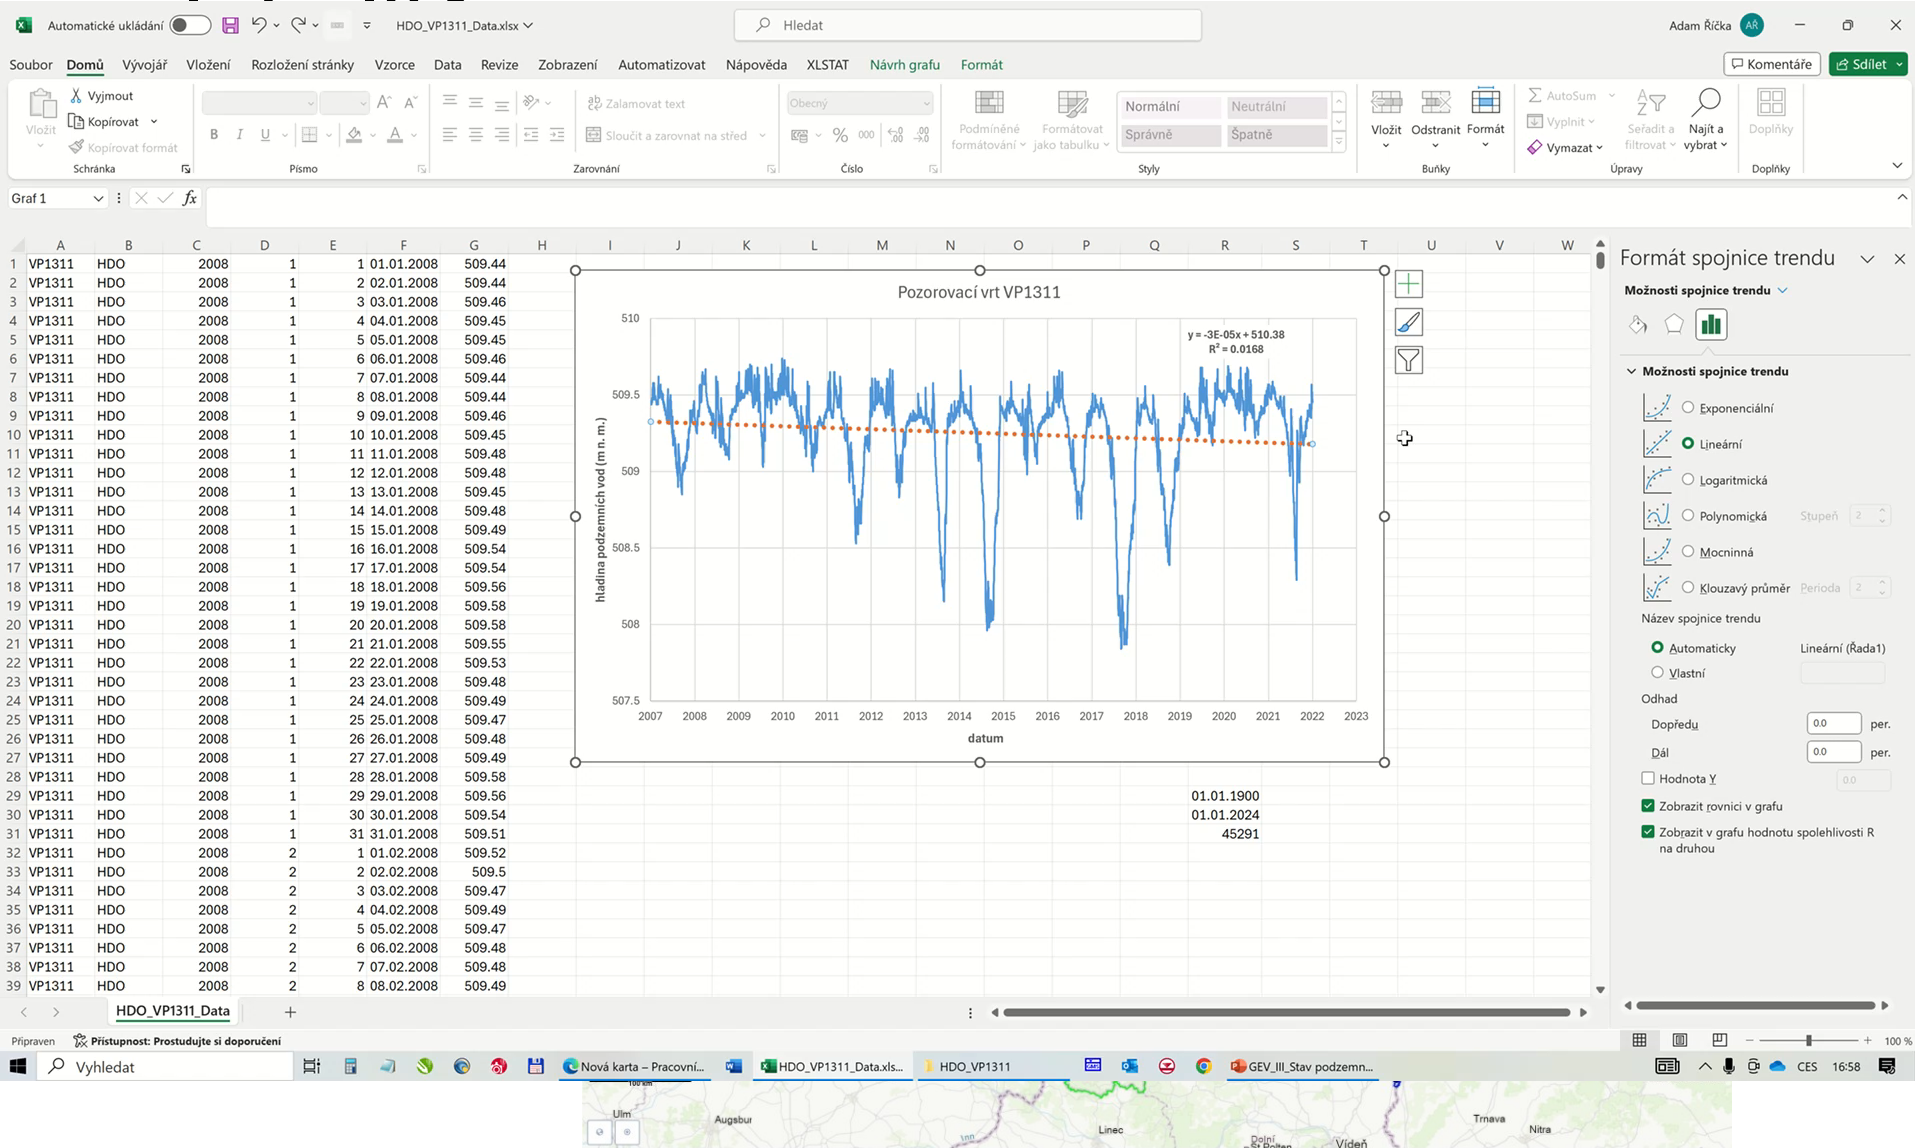 Automatické ukládání
HDO_VP1311_Data.xlsx
Hledat
Adam Říčka
AŘ
Soubor
Domů
Vývojář
Vložení
Rozložení stránky
Vzorce
Data
Revize
Zobrazení
Automatizovat
Nápověda
XLSTAT
Návrh grafu
Formát
Komentáře
Sdílet
Vložit
Vyjmout
Kopírovat
Kopírovat formát
Schránka
B I U
Písmo
Zalamovat text
Sloučit a zarovnat na střed
Zarovnání
Obecný
% 000
Číslo
Podmíněné
formátování
Formátovat
jako tabulku
Normální
Neutrální
Správně
Špatně
Styly
Vložit
Odstranit
Formát
Buňky
AutoSum
Vyplnit
Vymazat
Seřadit a
filtrovat
Najít a
vybrat
Úpravy
Doplňky
Doplňky
Graf 1
fx
A B C D E F G H I J K L M N O P Q R S T U V W
1 VP1311 HDO 2008 1 1 01.01.2008 509.44
2 VP1311 HDO 2008 1 2 02.01.2008 509.44
3 VP1311 HDO 2008 1 3 03.01.2008 509.46
4 VP1311 HDO 2008 1 4 04.01.2008 509.45
5 VP1311 HDO 2008 1 5 05.01.2008 509.45
6 VP1311 HDO 2008 1 6 06.01.2008 509.46
7 VP1311 HDO 2008 1 7 07.01.2008 509.44
8 VP1311 HDO 2008 1 8 08.01.2008 509.44
9 VP1311 HDO 2008 1 9 09.01.2008 509.46
10 VP1311 HDO 2008 1 10 10.01.2008 509.45
11 VP1311 HDO 2008 1 11 11.01.2008 509.48
12 VP1311 HDO 2008 1 12 12.01.2008 509.48
13 VP1311 HDO 2008 1 13 13.01.2008 509.45
14 VP1311 HDO 2008 1 14 14.01.2008 509.48
15 VP1311 HDO 2008 1 15 15.01.2008 509.49
16 VP1311 HDO 2008 1 16 16.01.2008 509.54
17 VP1311 HDO 2008 1 17 17.01.2008 509.54
18 VP1311 HDO 2008 1 18 18.01.2008 509.56
19 VP1311 HDO 2008 1 19 19.01.2008 509.58
20 VP1311 HDO 2008 1 20 20.01.2008 509.58
21 VP1311 HDO 2008 1 21 21.01.2008 509.55
22 VP1311 HDO 2008 1 22 22.01.2008 509.53
23 VP1311 HDO 2008 1 23 23.01.2008 509.48
24 VP1311 HDO 2008 1 24 24.01.2008 509.49
25 VP1311 HDO 2008 1 25 25.01.2008 509.47
26 VP1311 HDO 2008 1 26 26.01.2008 509.48
27 VP1311 HDO 2008 1 27 27.01.2008 509.49
28 VP1311 HDO 2008 1 28 28.01.2008 509.58
29 VP1311 HDO 2008 1 29 29.01.2008 509.56
30 VP1311 HDO 2008 1 30 30.01.2008 509.54
31 VP1311 HDO 2008 1 31 31.01.2008 509.51
32 VP1311 HDO 2008 2 1 01.02.2008 509.52
33 VP1311 HDO 2008 2 2 02.02.2008 509.5
34 VP1311 HDO 2008 2 3 03.02.2008 509.47
35 VP1311 HDO 2008 2 4 04.02.2008 509.49
36 VP1311 HDO 2008 2 5 05.02.2008 509.47
37 VP1311 HDO 2008 2 6 06.02.2008 509.48
38 VP1311 HDO 2008 2 7 07.02.2008 509.48
39 VP1311 HDO 2008 2 8 08.02.2008 509.49
Pozorovací vrt VP1311
y = -3E-05x + 510.38
R² = 0.0168
hladina podzemních vod (m n. m.)
510
509.5
509
508.5
508
507.5
2007 2008 2009 2010 2011 2012 2013 2014 2015 2016 2017 2018 2019 2020 2021 2022 2023
datum
01.01.1900
01.01.2024
45291
Formát spojnice trendu
Možnosti spojnice trendu
Možnosti spojnice trendu
Exponenciální
Lineární
Logaritmická
Polynomická Stupeň 2
Mocninná
Klouzavý průměr Perioda 2
Název spojnice trendu
Automaticky Lineární (Řada1)
Vlastní
Odhad
Dopředu 0.0 per.
Dál 0.0 per.
Hodnota Y 0.0
Zobrazit rovnici v grafu
Zobrazit v grafu hodnotu spolehlivosti R
na druhou
HDO_VP1311_Data
Připraven
Přístupnost: Prostudujte si doporučení
100 %
Vyhledat
Nová karta – Pracovní...
HDO_VP1311_Data.xls...
HDO_VP1311
GEV_III_Stav podzemn...
CES
16:58
100 km
Ulm
Augsbur
Inn
Linec
Dolní
Vídeň
Trnava
Nitra